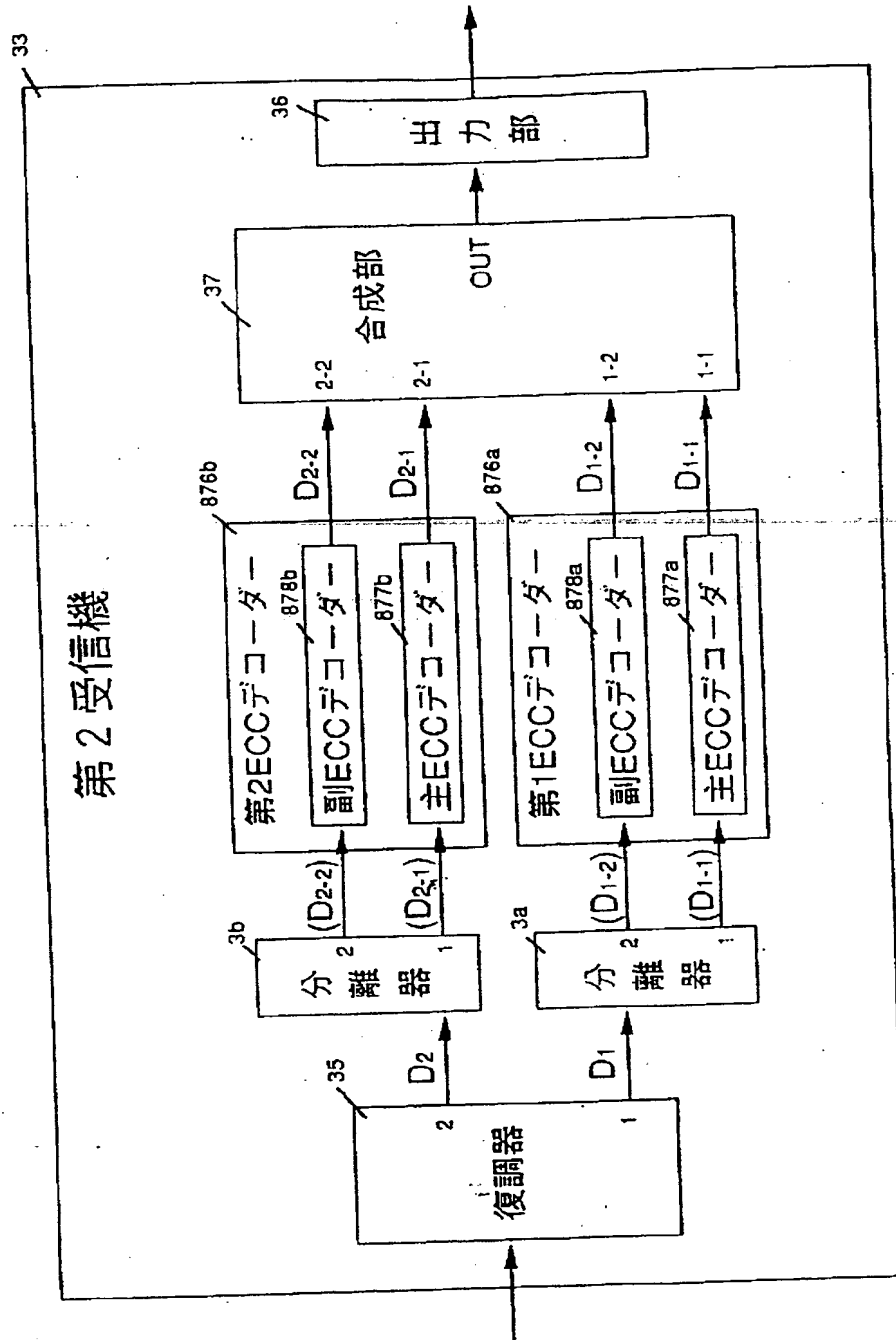 33
第2受信機
35
復調器
2
1
D2
D1
3b
分離器
2
1
(D2-2)
(D2-1)
3a
分離器
2
1
(D1-2)
(D1-1)
876b
第2ECCデコーダー
878b
副ECCデコーダー
877b
主ECCデコーダー
876a
第1ECCデコーダー
878a
副ECCデコーダー
877a
主ECCデコーダー
D2-2
D2-1
D1-2
D1-1
37
合成部
2-2
2-1
1-2
1-1
OUT
36
出力部